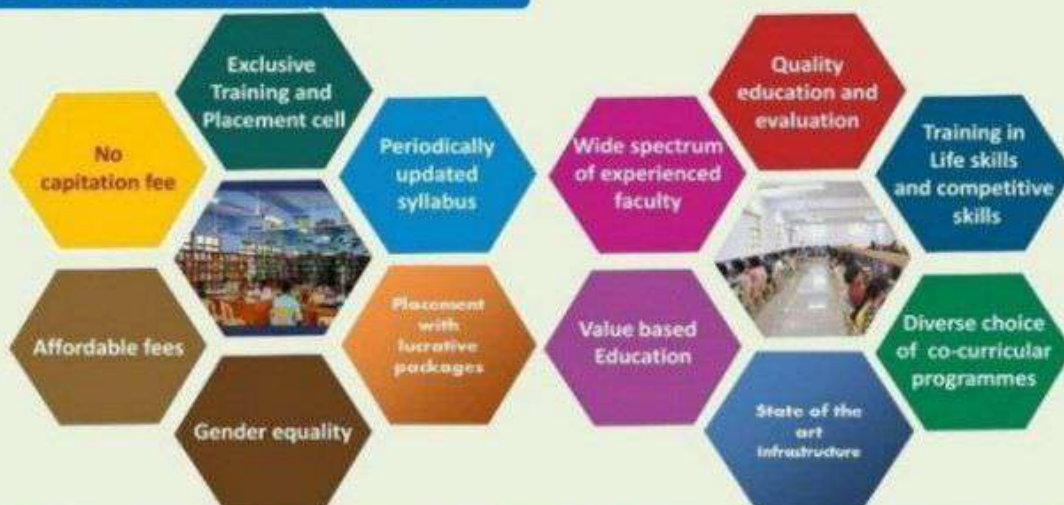 Exclusive
Training and
Placement cell
No
capitation fee
Periodically
updated
syllabus
Affordable fees
Placement
with
lucrative
packages
Gender equality
Quality
education and
evaluation
Wide spectrum
of experienced
faculty
Training in
Life skills
and competitive
skills
Value based
Education
Diverse choice
of co-curricular
programmes
State of the
art
infrastructure